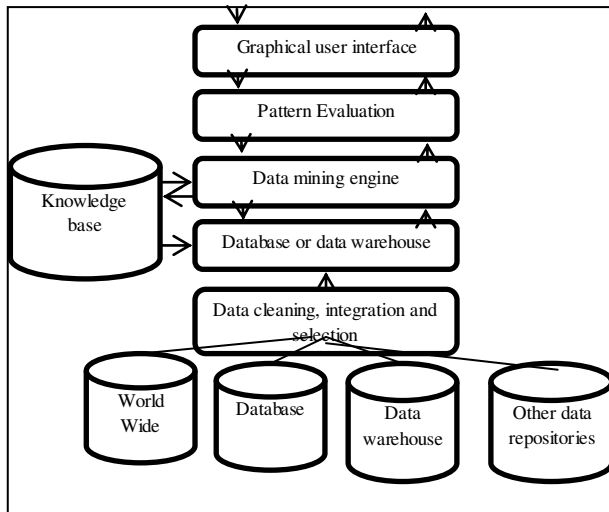 Graphical user interface
Pattern Evaluation
Data mining engine
Knowledge
base
Database or data warehouse
Data cleaning, integration and
selection
World
Wide
Database
Data
warehouse
Other data
repositories